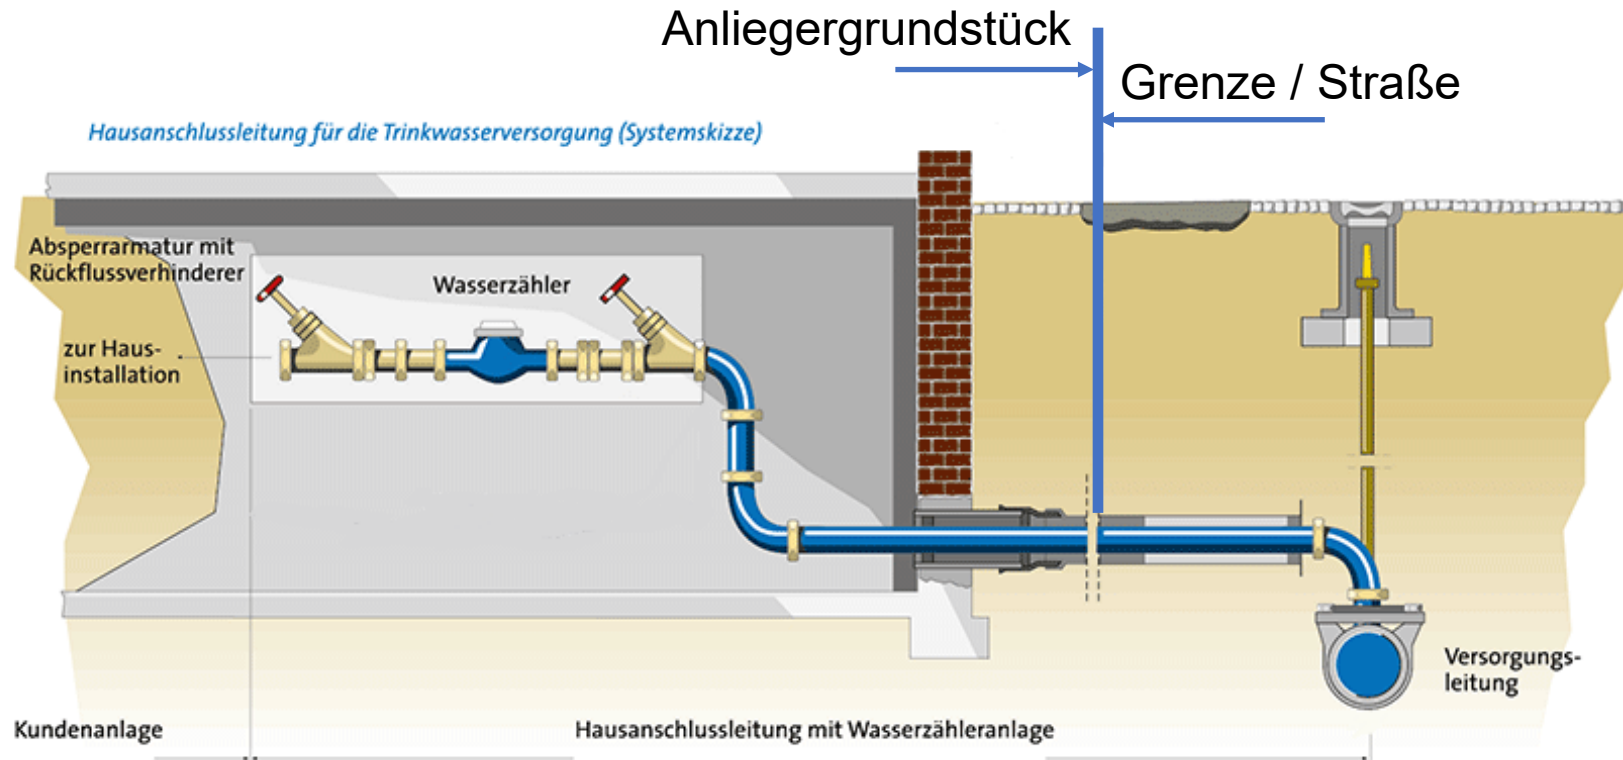 Anliegergrundstück
Grenze / Straße
Hausanschlussleitung für die Trinkwasserversorgung (Systemskizze)
Absperrarmatur mit
Rückflussverhinderer
Wasserzähler
zur Haus-
installation
Versorgungs-
leitung
Kundenanlage
Hausanschlussleitung mit Wasserzähleranlage